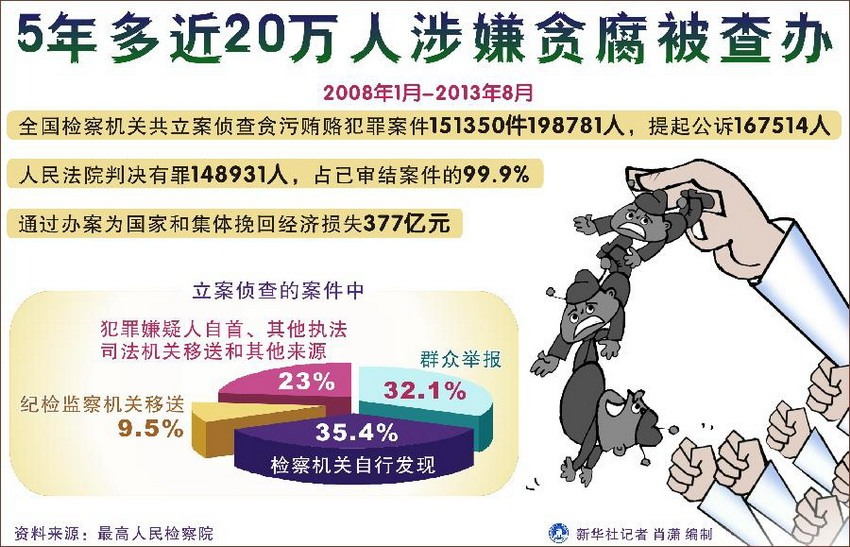 5年多近20万人涉嫌贪腐被查办
2008年1月-2013年8月
全国检察机关共立案侦查贪污贿赂犯罪案件151350件198781人，提起公诉167514人
人民法院判决有罪148931人，占已审结案件的99.9%
通过办案为国家和集体挽回经济损失377亿元
立案侦查的案件中
犯罪嫌疑人自首、其他执法
司法机关移送和其他来源
23%
群众举报
32.1%
纪检监察机关移送
9.5%
35.4%
检察机关自行发现
资料来源：最高人民检察院
新华社记者 肖潇 编制